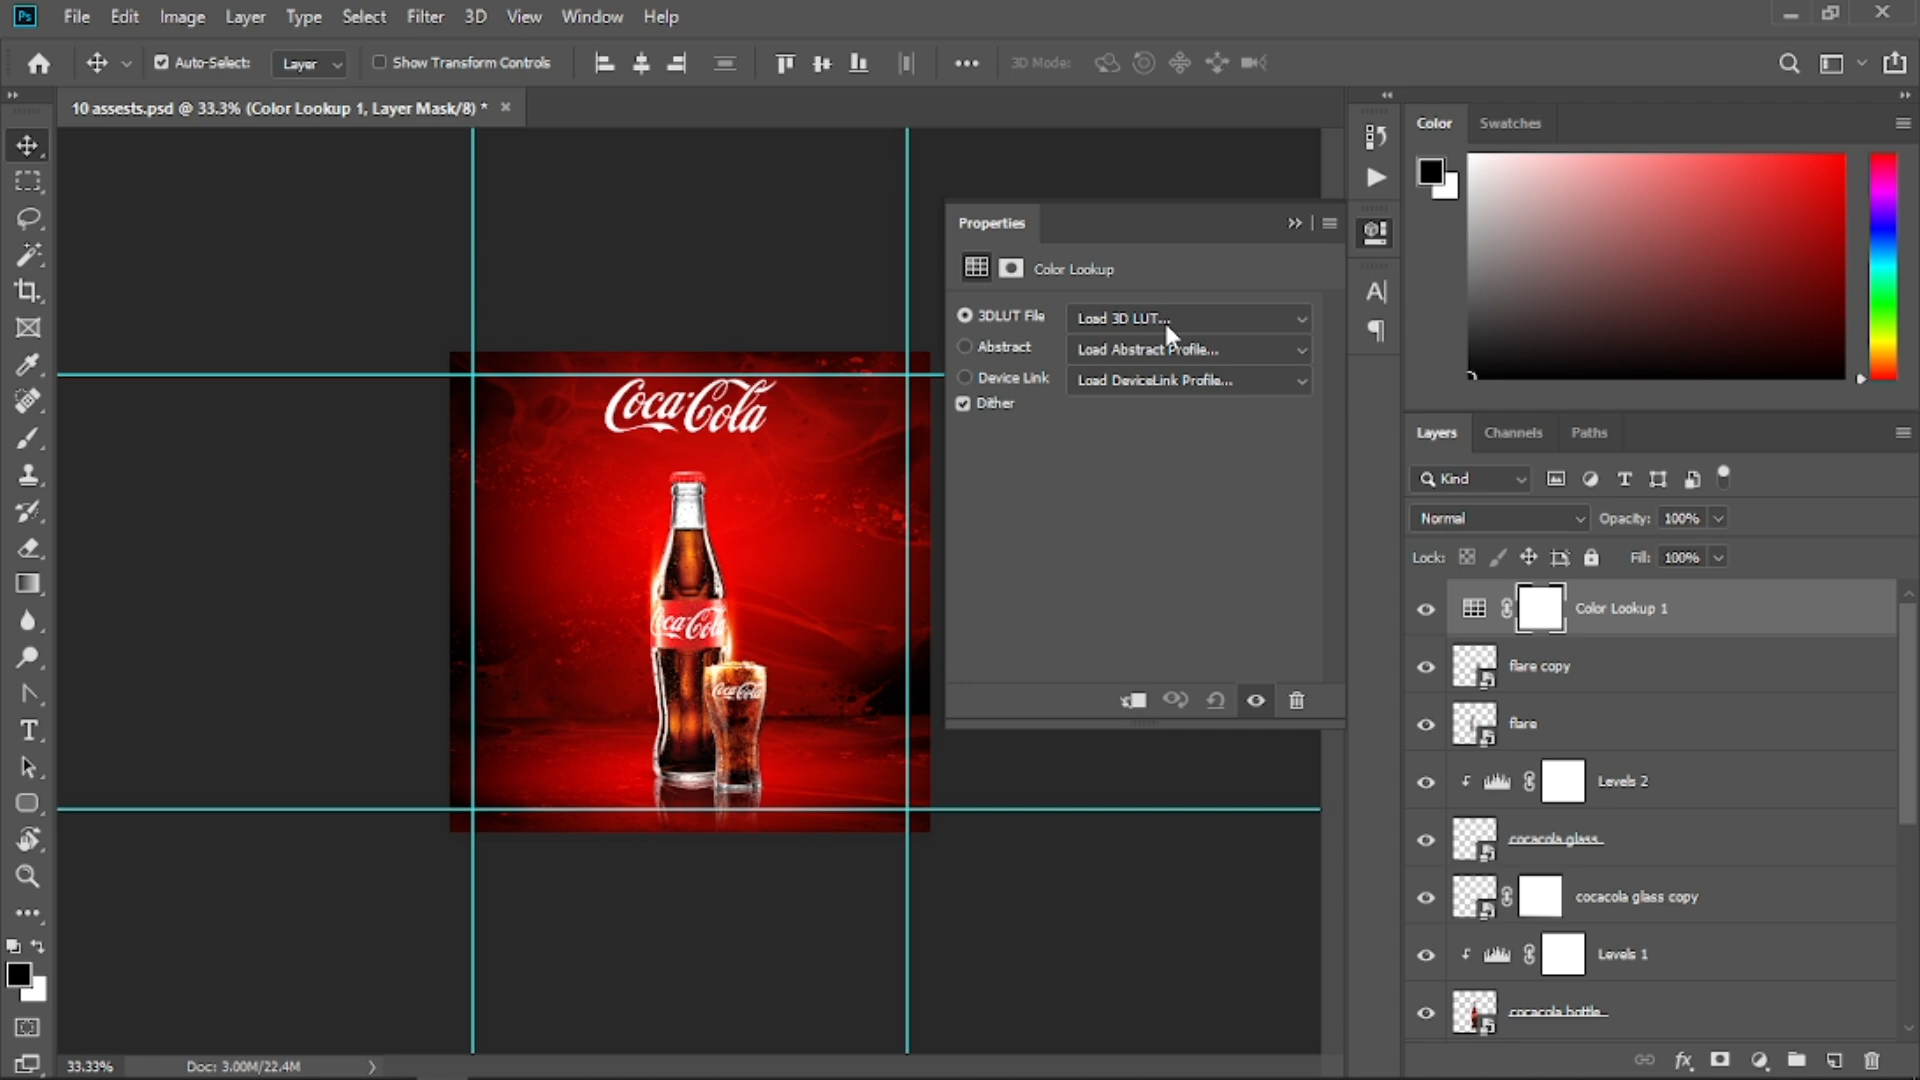 Ps File Edit Image Layer Type Select Filter 3D View Window Help
Auto-Select: Layer Show Transform Controls 3D Mode:
10 assests.psd @ 33.3% (Color Lookup 1, Layer Mask/8) *
Color Swatches
Properties
Color Lookup
3DLUT File Load 3D LUT...
Abstract Load Abstract Profile...
Device Link Load DeviceLink Profile...
Dither
Coca-Cola
Coca-Cola
Coca-Cola
Layers Channels Paths
Kind
Normal Opacity: 100%
Lock: Fill: 100%
Color Lookup 1
flare copy
flare
Levels 2
cocacola glass
cocacola glass copy
Levels 1
cocacola bottle
33.33% Doc: 3.00M/22.4M